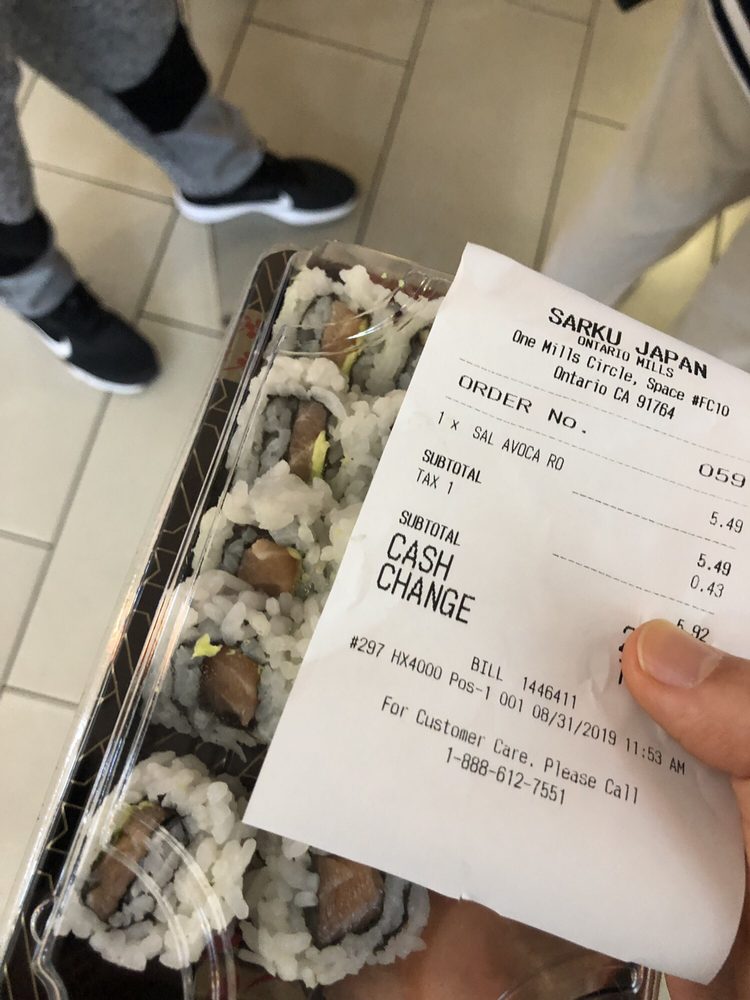 SARKU JAPAN
ONTARIO MILLS
One Mills Circle, Space #FC10
Ontario CA 91764
ORDER No. 059
1 x SAL AVOCA RO 5.49
SUBTOTAL 5.49
TAX 1 0.43
SUBTOTAL 5.92
CASH
CHANGE
BILL 1446411
#297 HX4000 Pos-1 001 08/31/2019 11:53 AM
For Customer Care. Please Call
1-888-612-7551